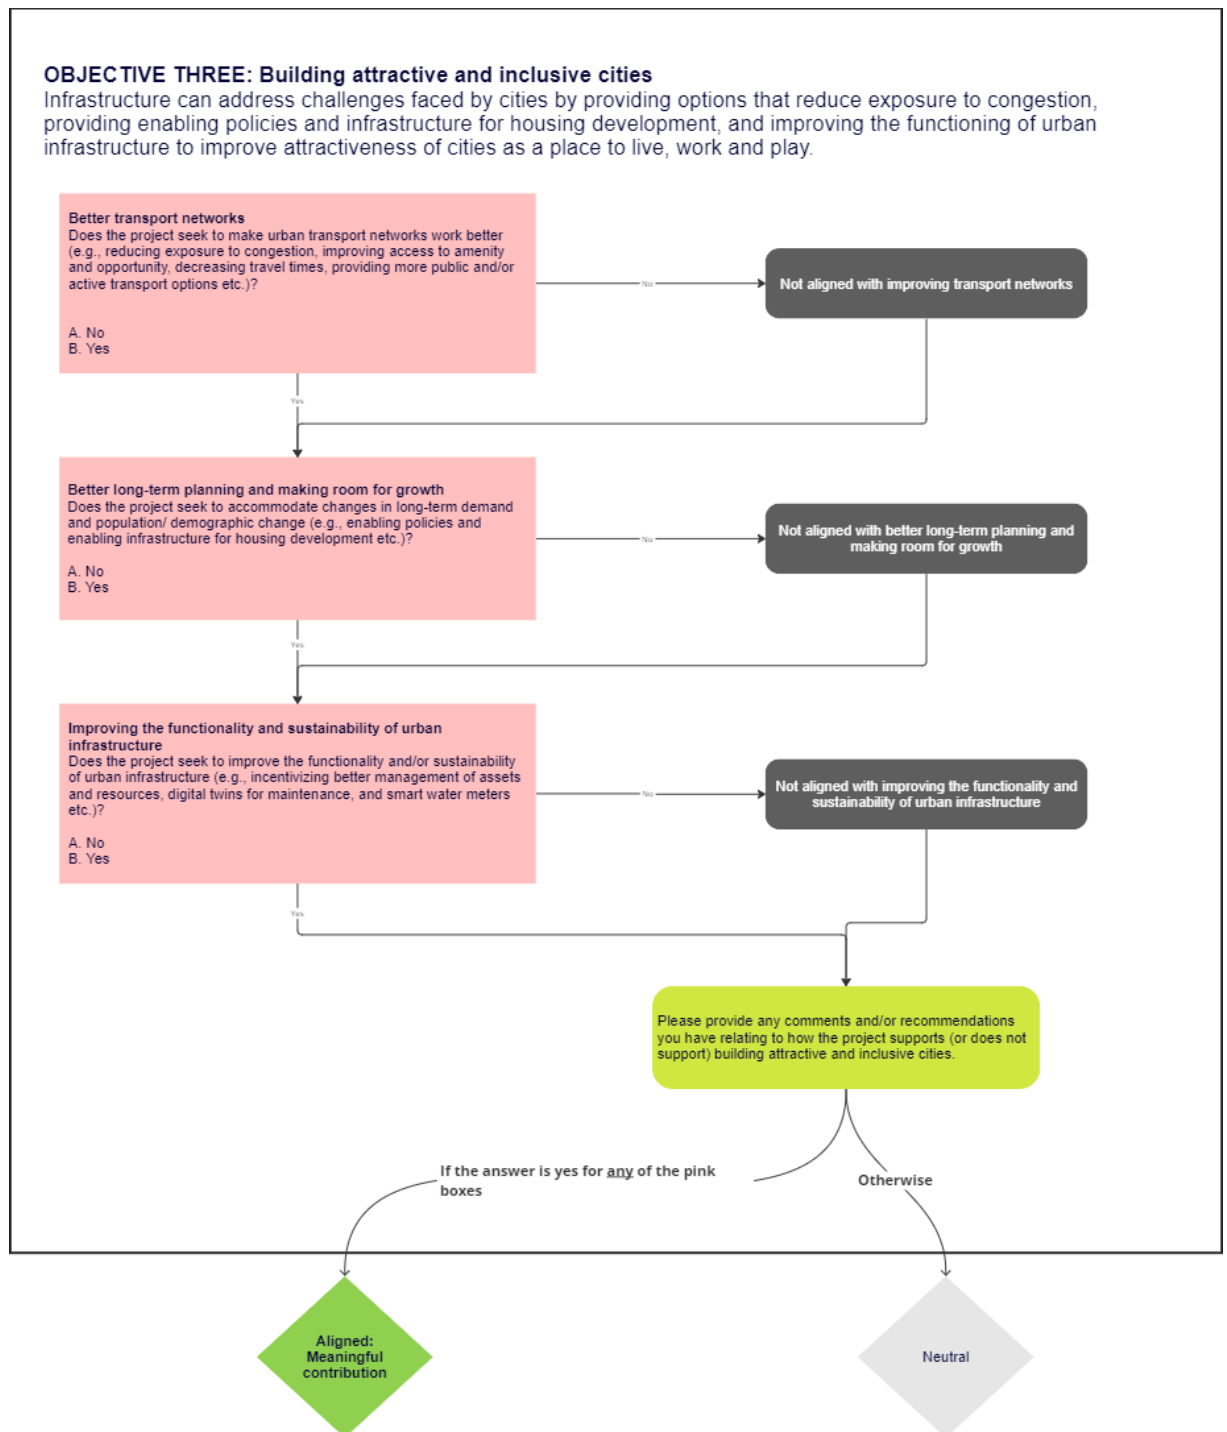 OBJECTIVE THREE: Building attractive and inclusive cities
Infrastructure can address challenges faced by cities by providing options that reduce exposure to congestion,
providing enabling policies and infrastructure for housing development, and improving the functioning of urban
infrastructure to improve attractiveness of cities as a place to live, work and play.
Better transport networks
Does the project seek to make urban transport networks work better
(e.g., reducing exposure to congestion, improving access to amenity
and opportunity, decreasing travel times, providing more public and/or
active transport options etc.)?
A. No
B. Yes
No
Not aligned with improving transport networks
Yes
Better long-term planning and making room for growth
Does the project seek to accommodate changes in long-term demand
and population/ demographic change (e.g., enabling policies and
enabling infrastructure for housing development etc.)?
A. No
B. Yes
No
Not aligned with better long-term planning and
making room for growth
Yes
Improving the functionality and sustainability of urban
infrastructure
Does the project seek to improve the functionality and/or sustainability
of urban infrastructure (e.g., incentivizing better management of assets
and resources, digital twins for maintenance, and smart water meters
etc.)?
A. No
B. Yes
No
Not aligned with improving the functionality and
sustainability of urban infrastructure
Yes
Please provide any comments and/or recommendations
you have relating to how the project supports (or does not
support) building attractive and inclusive cities.
If the answer is yes for any of the pink
boxes
Otherwise
Aligned:
Meaningful
contribution
Neutral